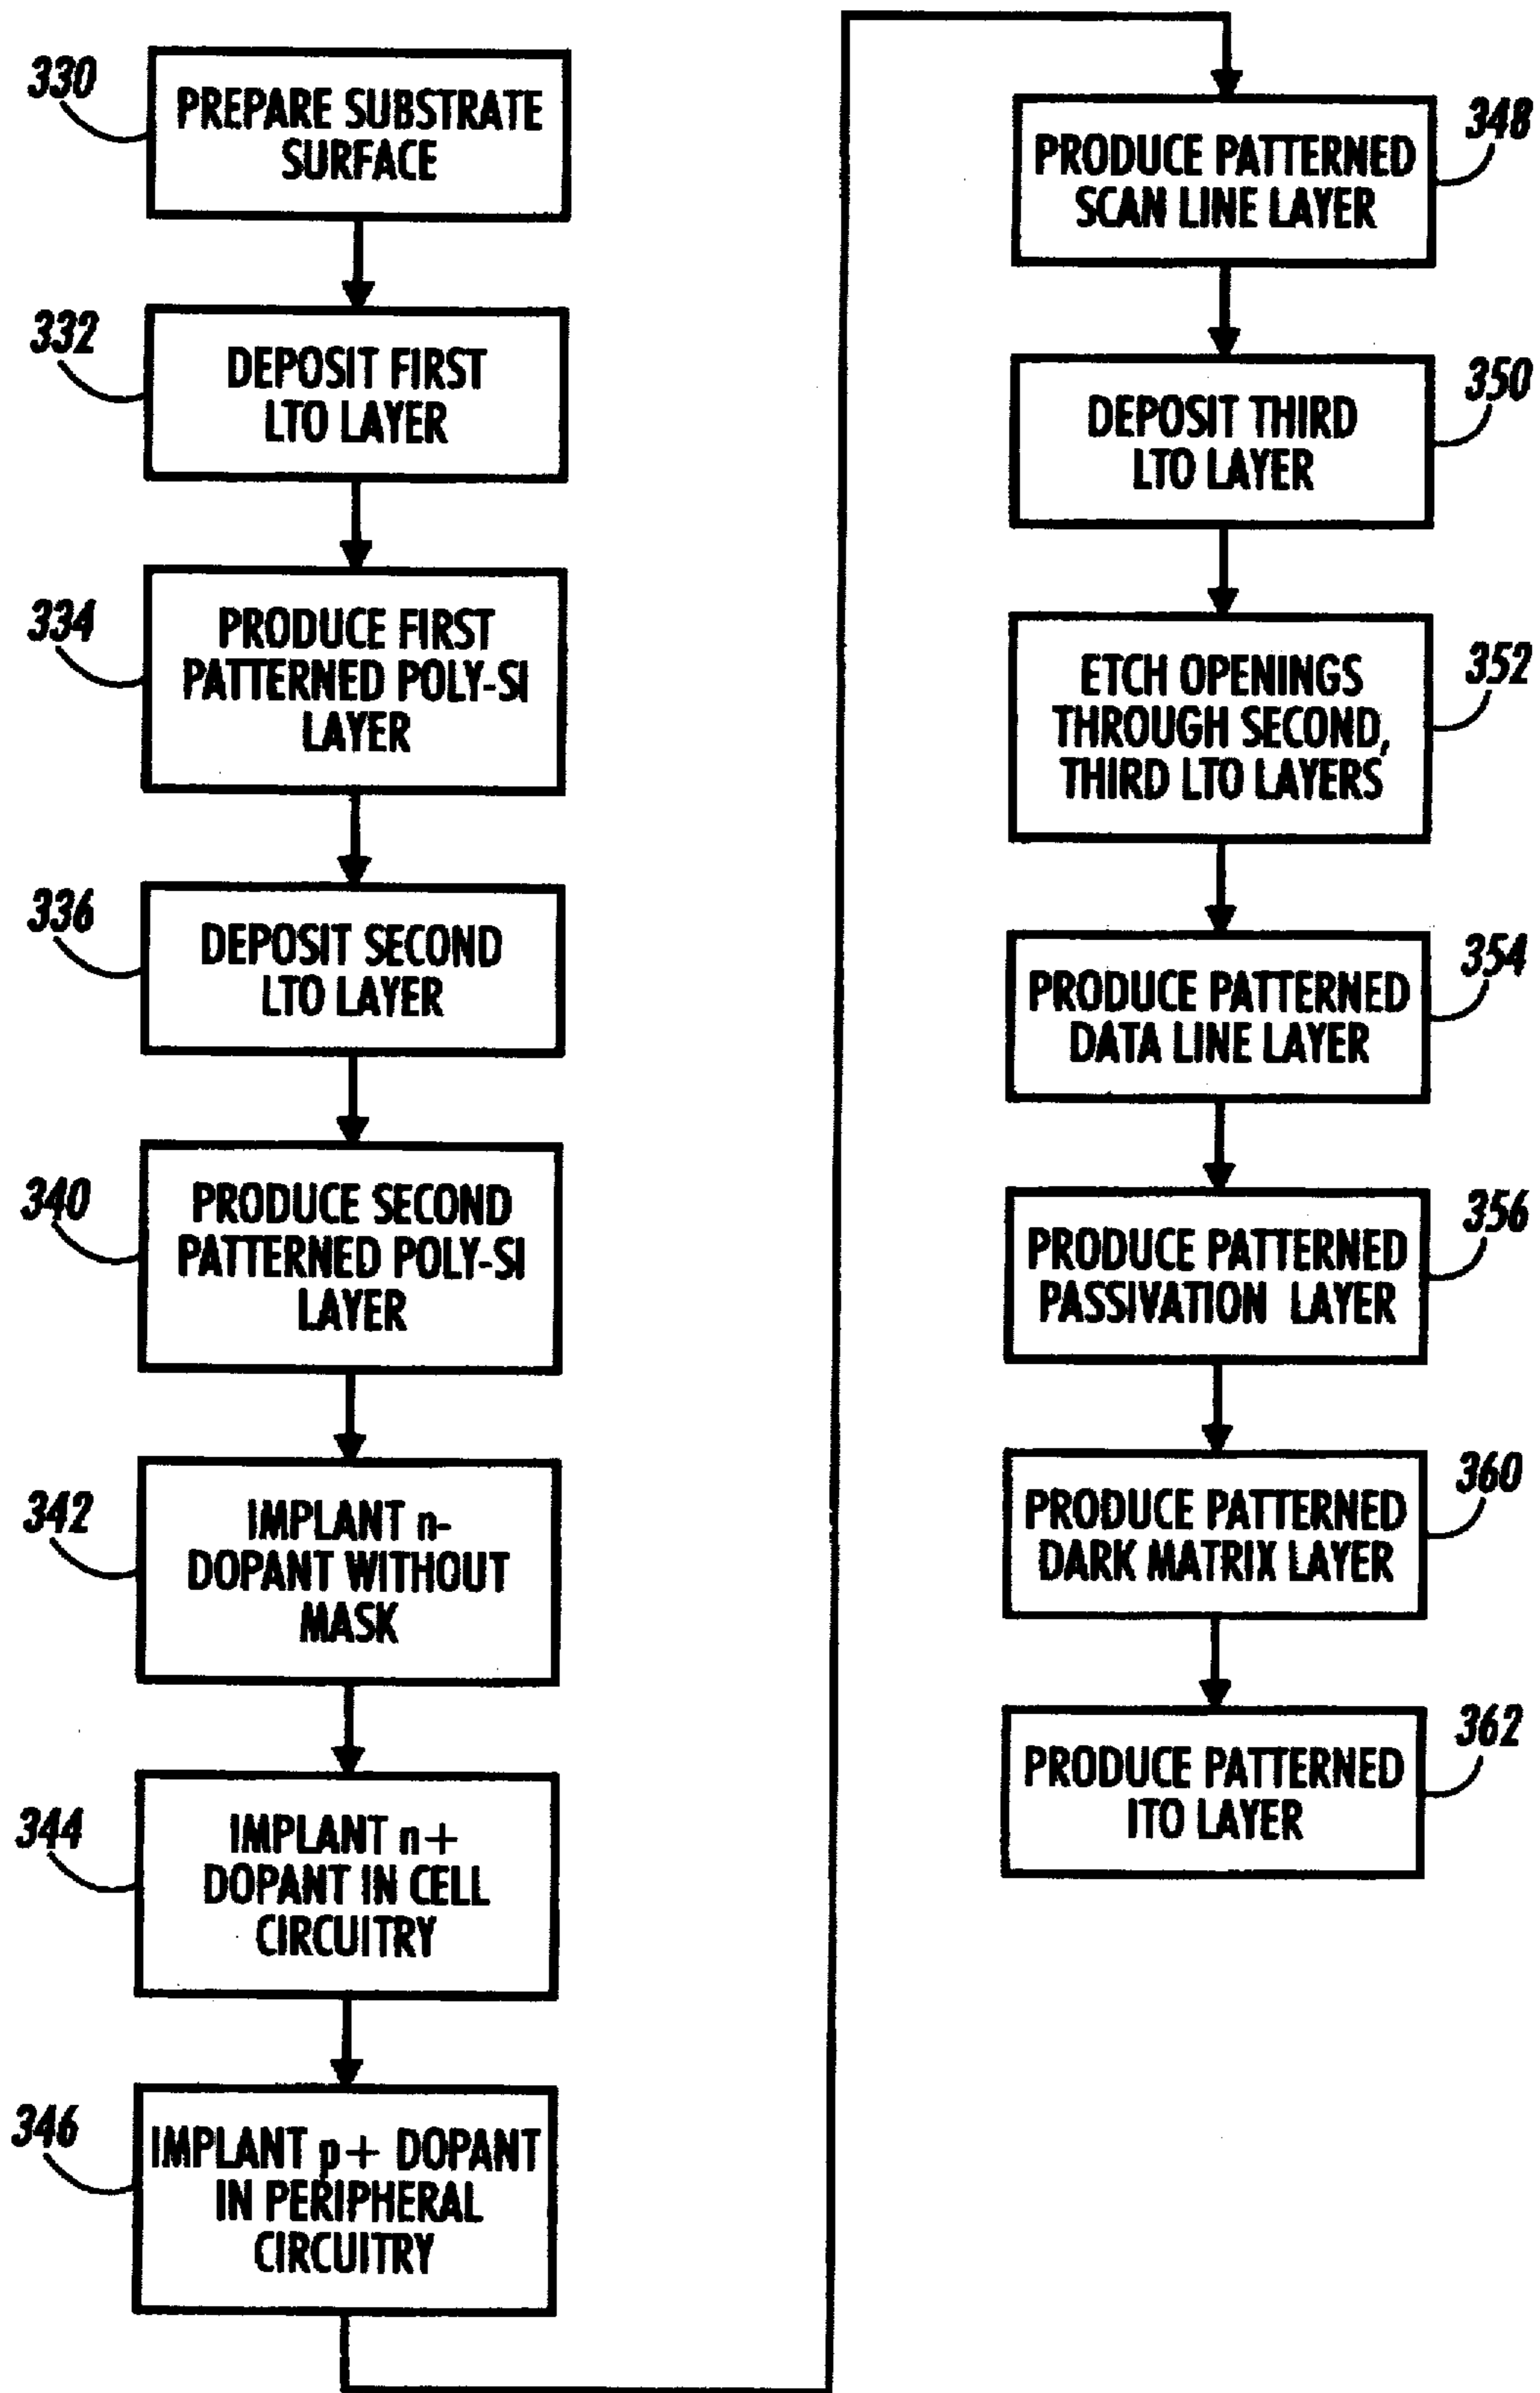 330
PREPARE SUBSTRATE
SURFACE
332
DEPOSIT FIRST
LTO LAYER
334
PRODUCE FIRST
PATTERNED POLY-SI
LAYER
336
DEPOSIT SECOND
LTO LAYER
340
PRODUCE SECOND
PATTERNED POLY-SI
LAYER
342
IMPLANT n-
DOPANT WITHOUT
MASK
344
IMPLANT n+
DOPANT IN CELL
CIRCUITRY
346
IMPLANT p+ DOPANT
IN PERIPHERAL
CIRCUITRY
348
PRODUCE PATTERNED
SCAN LINE LAYER
350
DEPOSIT THIRD
LTO LAYER
352
ETCH OPENINGS
THROUGH SECOND,
THIRD LTO LAYERS
354
PRODUCE PATTERNED
DATA LINE LAYER
356
PRODUCE PATTERNED
PASSIVATION LAYER
360
PRODUCE PATTERNED
DARK MATRIX LAYER
362
PRODUCE PATTERNED
ITO LAYER